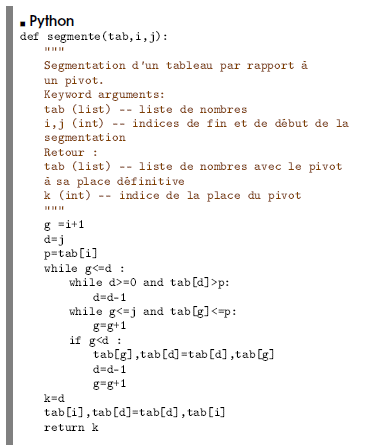 ▪ Python
def segmente(tab,i,j):
    """
    Segmentation d'un tableau par rapport à
    un pivot.
    Keyword arguments:
    tab (list) -- liste de nombres
    i,j (int) -- indices de fin et de début de la
    segmentation
    Retour :
    tab (list) -- liste de nombres avec le pivot
    à sa place définitive
    k (int) -- indice de la place du pivot
    """
    g =i+1
    d=j
    p=tab[i]
    while g<=d :
        while d>=0 and tab[d]>p:
            d=d-1
        while g<=j and tab[g]<=p:
            g=g+1
        if g<d :
            tab[g],tab[d]=tab[d],tab[g]
            d=d-1
            g=g+1
    k=d
    tab[i],tab[d]=tab[d],tab[i]
    return k